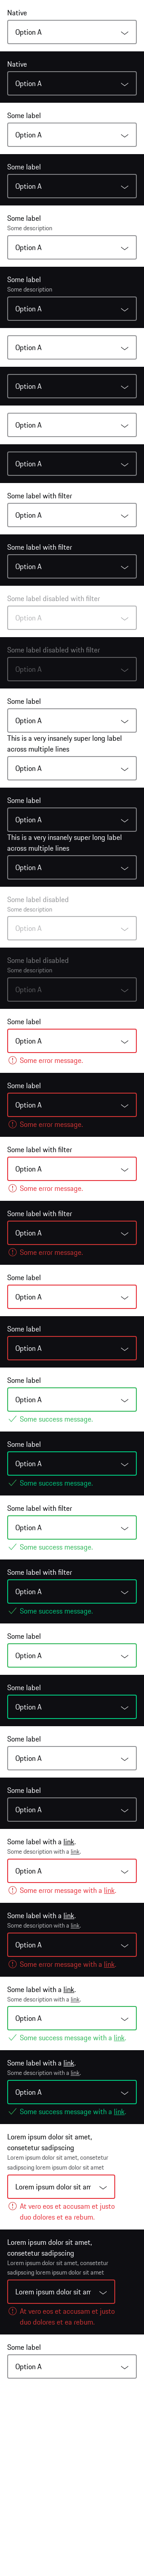 Native
Option A
Native
Option A
Some label
Option A
Some label
Option A
Some label
Some description
Option A
Some label
Some description
Option A
Option A
Option A
Option A
Option A
Some label with filter
Option A
Some label with filter
Option A
Some label disabled with filter
Option A
Some label disabled with filter
Option A
Some label
Option A
This is a very insanely super long label
across multiple lines
Option A
Some label
Option A
This is a very insanely super long label
across multiple lines
Option A
Some label disabled
Some description
Option A
Some label disabled
Some description
Option A
Some label
Option A
Some error message.
Some label
Option A
Some error message.
Some label with filter
Option A
Some error message.
Some label with filter
Option A
Some error message.
Some label
Option A
Some label
Option A
Some label
Option A
Some success message.
Some label
Option A
Some success message.
Some label with filter
Option A
Some success message.
Some label with filter
Option A
Some success message.
Some label
Option A
Some label
Option A
Some label
Option A
Some label
Option A
Some label with a link.
Some description with a link.
Option A
Some error message with a link.
Some label with a link.
Some description with a link.
Option A
Some error message with a link.
Some label with a link.
Some description with a link.
Option A
Some success message with a link.
Some label with a link.
Some description with a link.
Option A
Some success message with a link.
Lorem ipsum dolor sit amet,
consetetur sadipscing
Lorem ipsum dolor sit amet, consetetur
sadipscing lorem ipsum dolor sit amet
Lorem ipsum dolor sit am
At vero eos et accusam et justo
duo dolores et ea rebum.
Lorem ipsum dolor sit amet,
consetetur sadipscing
Lorem ipsum dolor sit amet, consetetur
sadipscing lorem ipsum dolor sit amet
Lorem ipsum dolor sit am
At vero eos et accusam et justo
duo dolores et ea rebum.
Some label
Option A